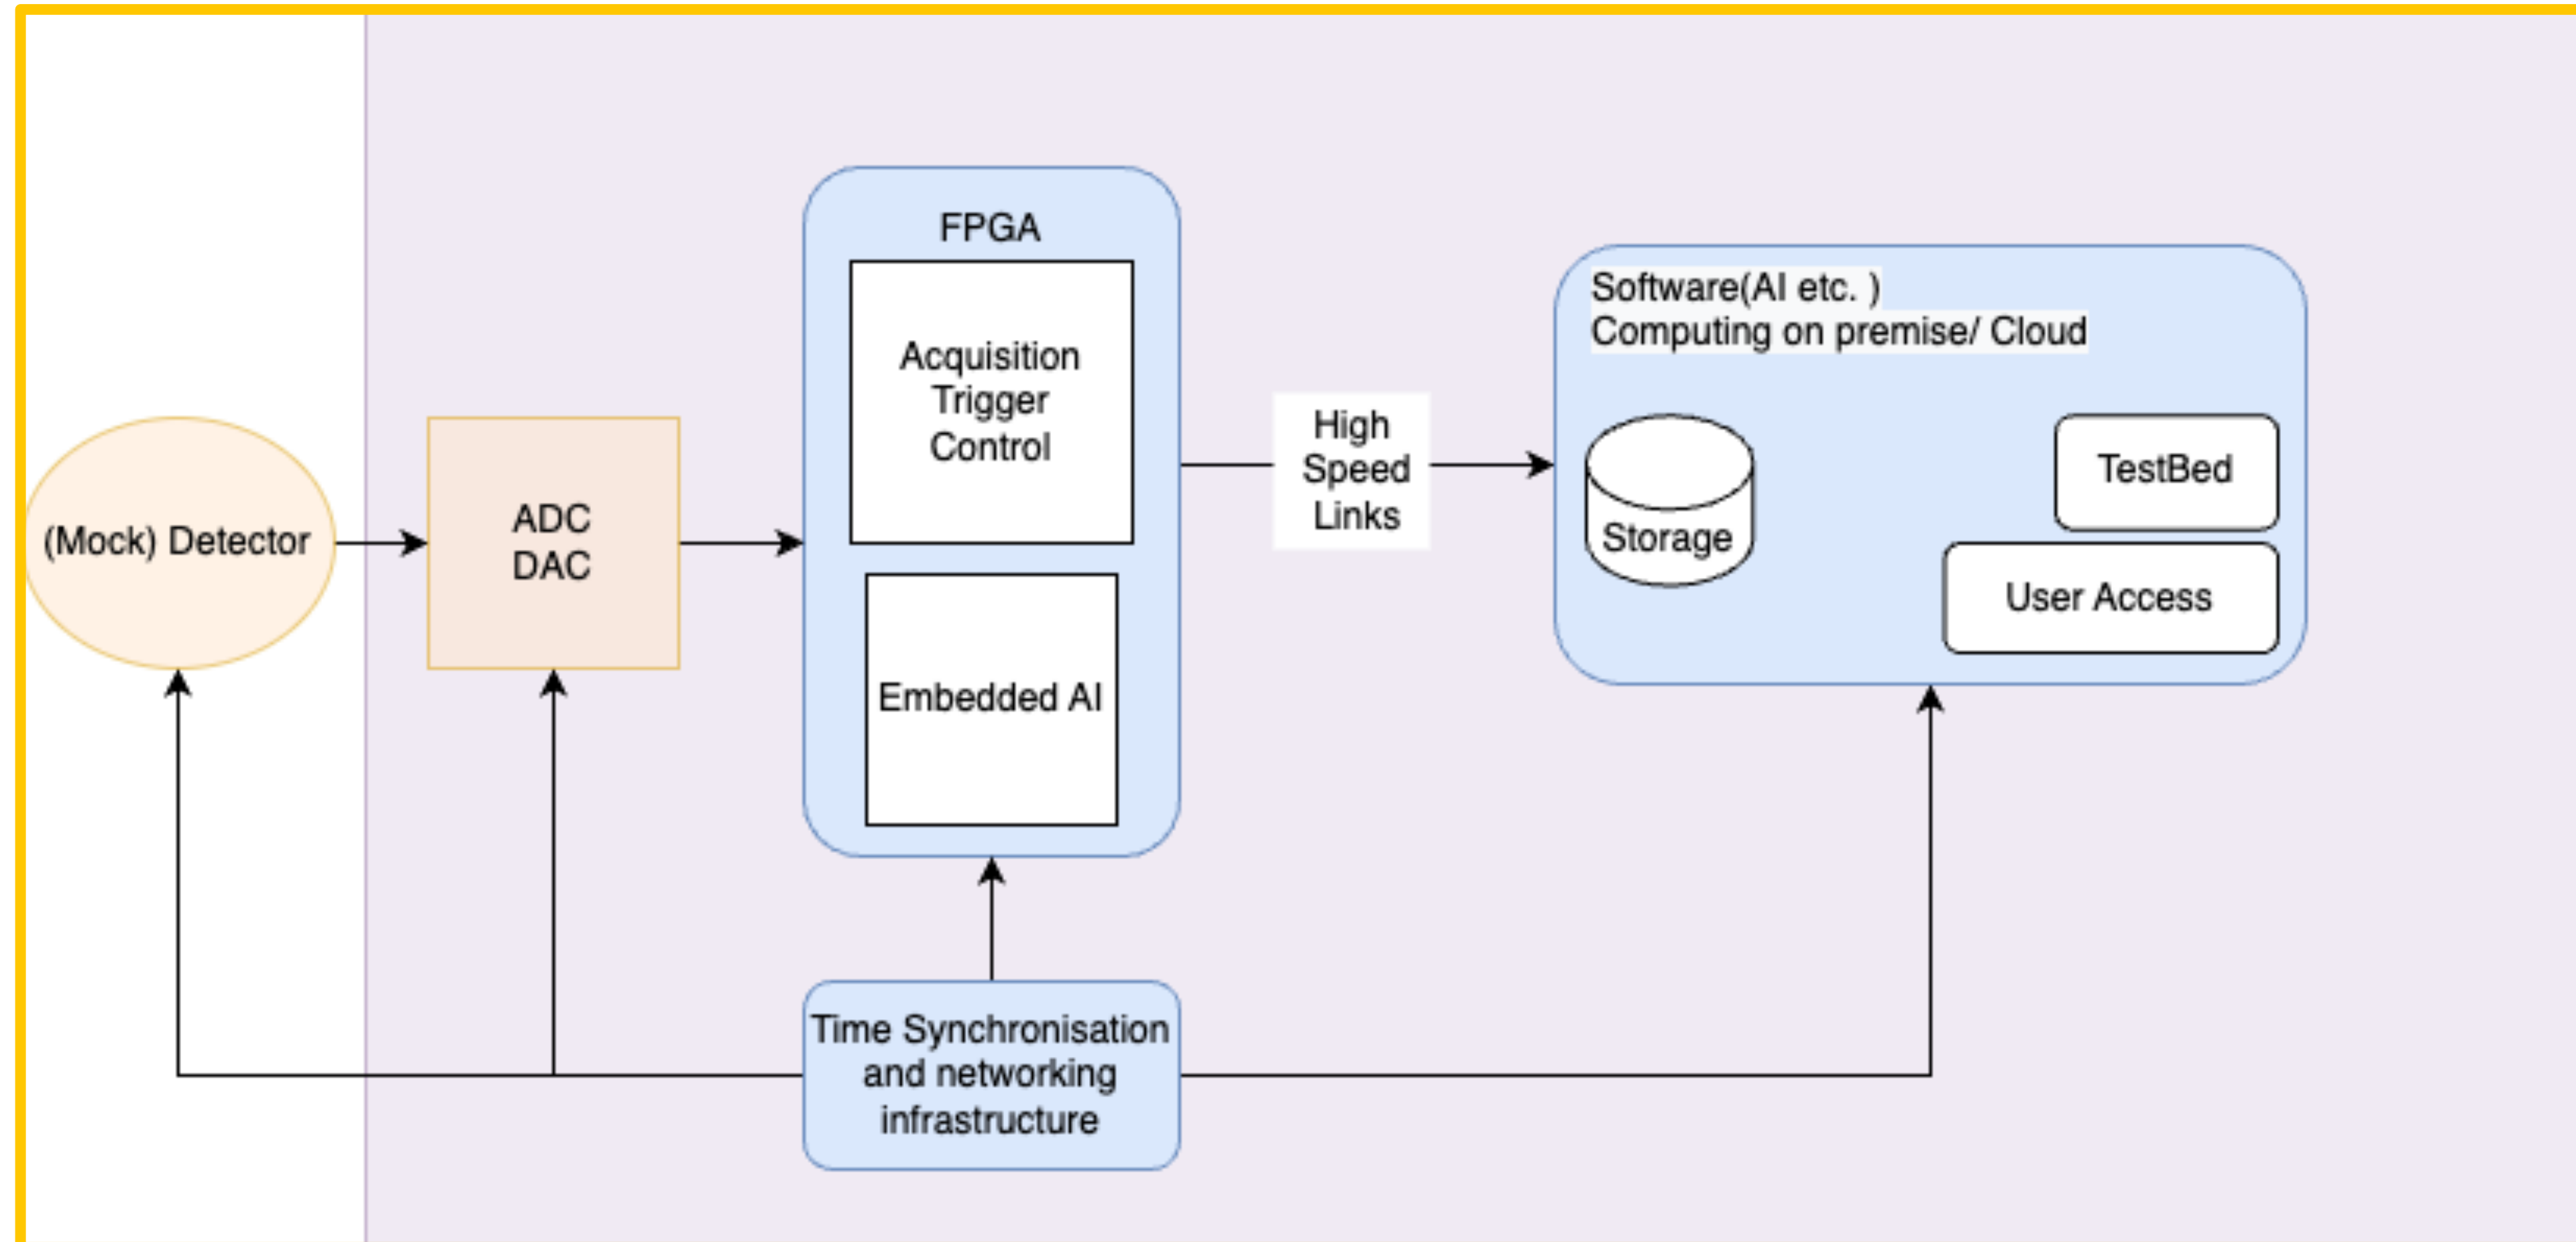 (Mock) Detector
ADC
DAC
FPGA
Acquisition
Trigger
Control
Embedded AI
High
Speed
Links
Software(AI etc. )
Computing on premise/ Cloud
Storage
TestBed
User Access
Time Synchronisation
and networking
infrastructure